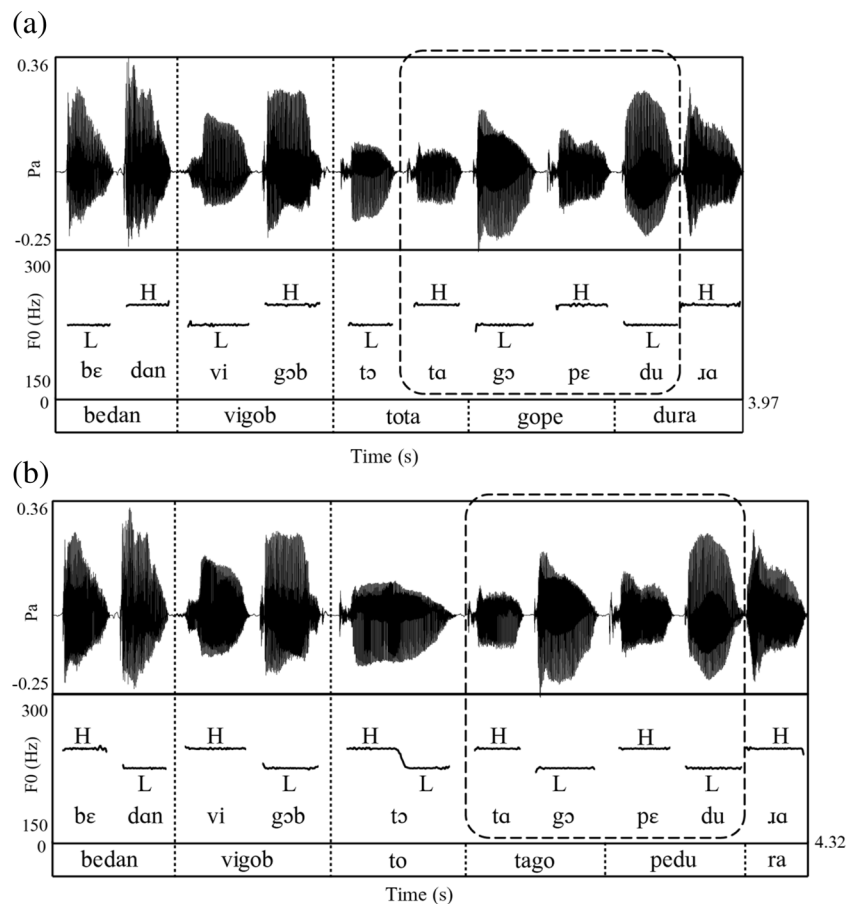 (a)
0.36
Pa
-0.25
300
F0 (Hz)
H H H H H
L L L L L
bɛ dɑn vi gɔb tɔ tɑ gɔ pɛ du ɹɑ
150
0
3.97
bedan vigob tota gope dura
Time (s)
(b)
0.36
Pa
-0.25
300
F0 (Hz)
H H H H H H
L L L L L
bɛ dɑn vi gɔb tɔ tɑ gɔ pɛ du ɹɑ
150
0
4.32
bedan vigob to tago pedu ra
Time (s)